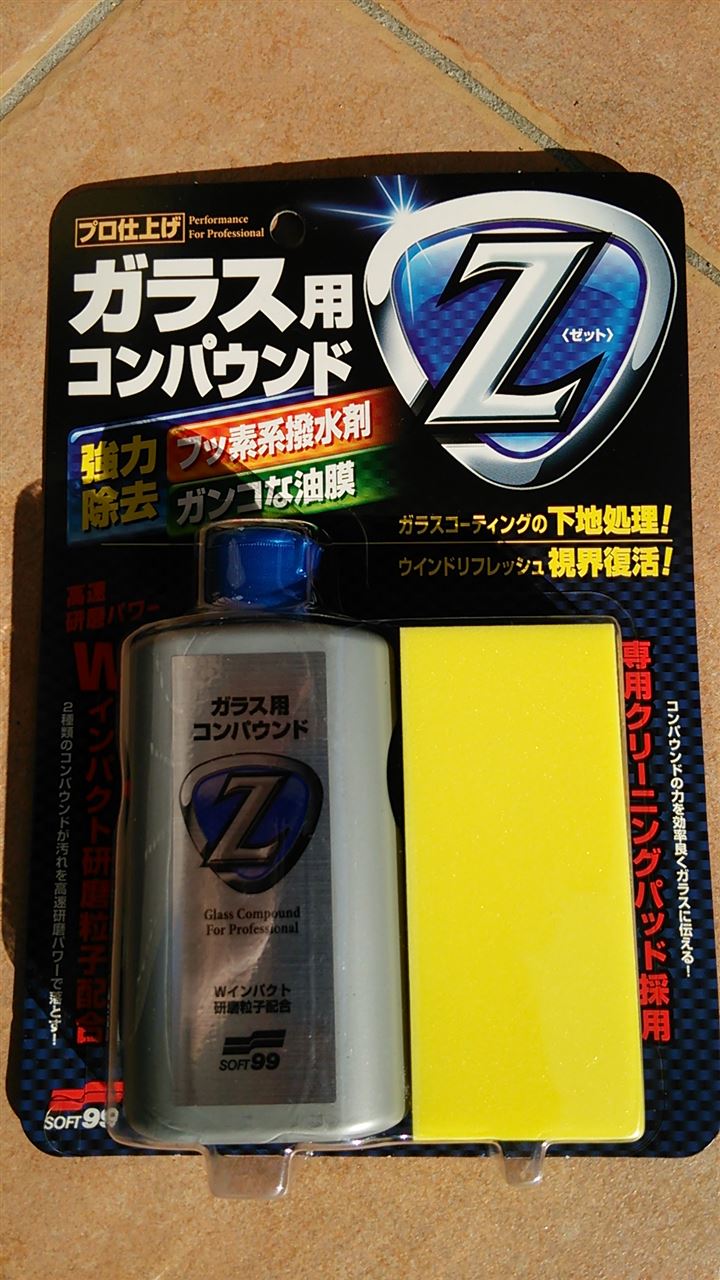 プロ仕上げ
Performance
For Professional
ガラス用
コンパウンド
Z
〈ゼット〉
強力
除去
フッ素系撥水剤
ガンコな油膜
ガラスコーティングの下地処理!
ウインドリフレッシュ視界復活!
高速
研磨パワー
Wインパクト研磨粒子配合
2種類のコンパウンドが汚れを高速研磨パワーで落とす!
ガラス用
コンパウンド
Z
Glass Compound
For Professional
Wインパクト
研磨粒子配合
SOFT99
コンパウンドの力を効率良くガラスに伝える!
専用クリーニングパッド採用
SOFT99